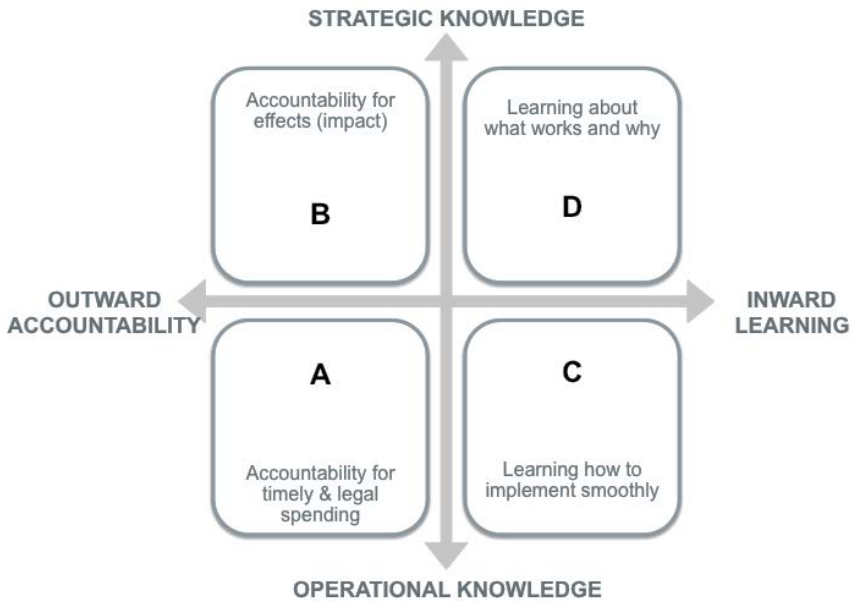 STRATEGIC KNOWLEDGE
Accountability for
effects (impact)
B
Learning about
what works and why
D
OUTWARD
ACCOUNTABILITY
INWARD
LEARNING
A
Accountability for
timely & legal
spending
C
Learning how to
implement smoothly
OPERATIONAL KNOWLEDGE